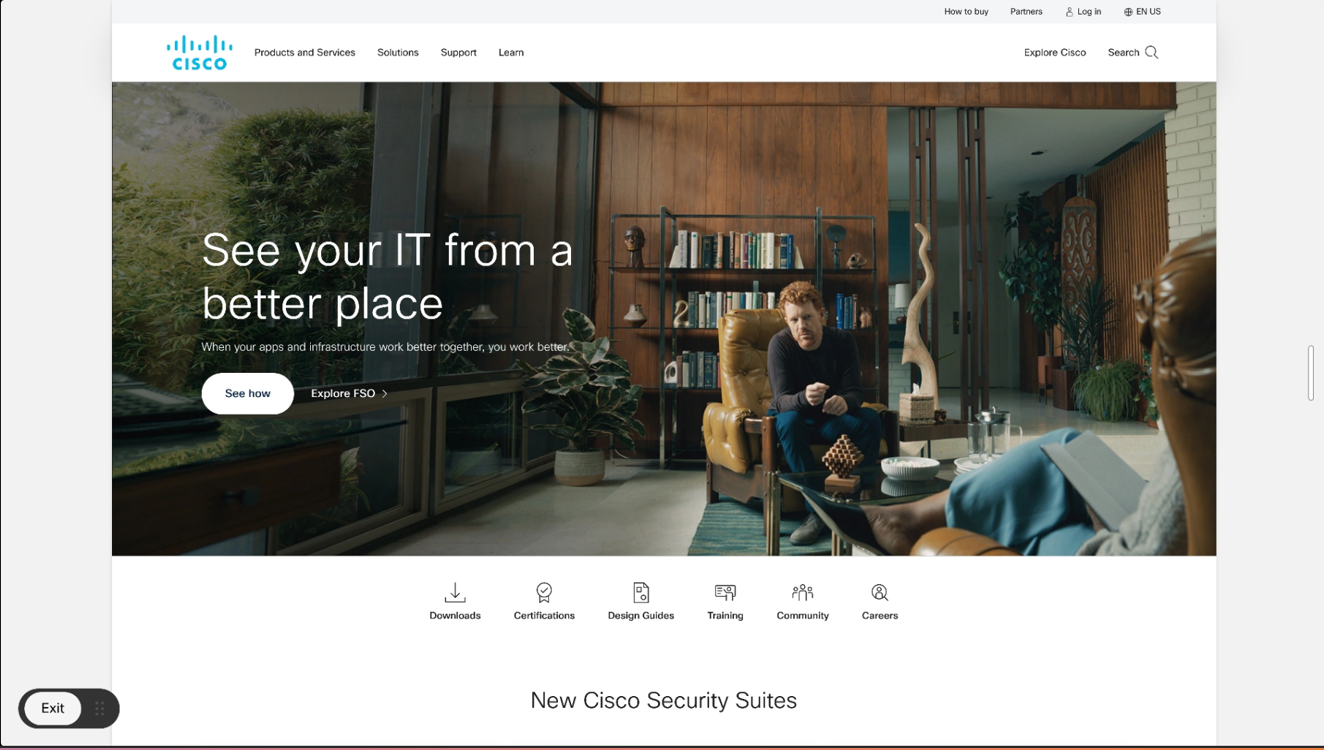 How to buy
Partners
Log in
EN US
CISCO
Products and Services
Solutions
Support
Learn
Explore Cisco
Search
See your IT from a
better place
When your apps and infrastructure work better together, you work better.
See how
Explore FSO
Downloads
Certifications
Design Guides
Training
Community
Careers
New Cisco Security Suites
Exit